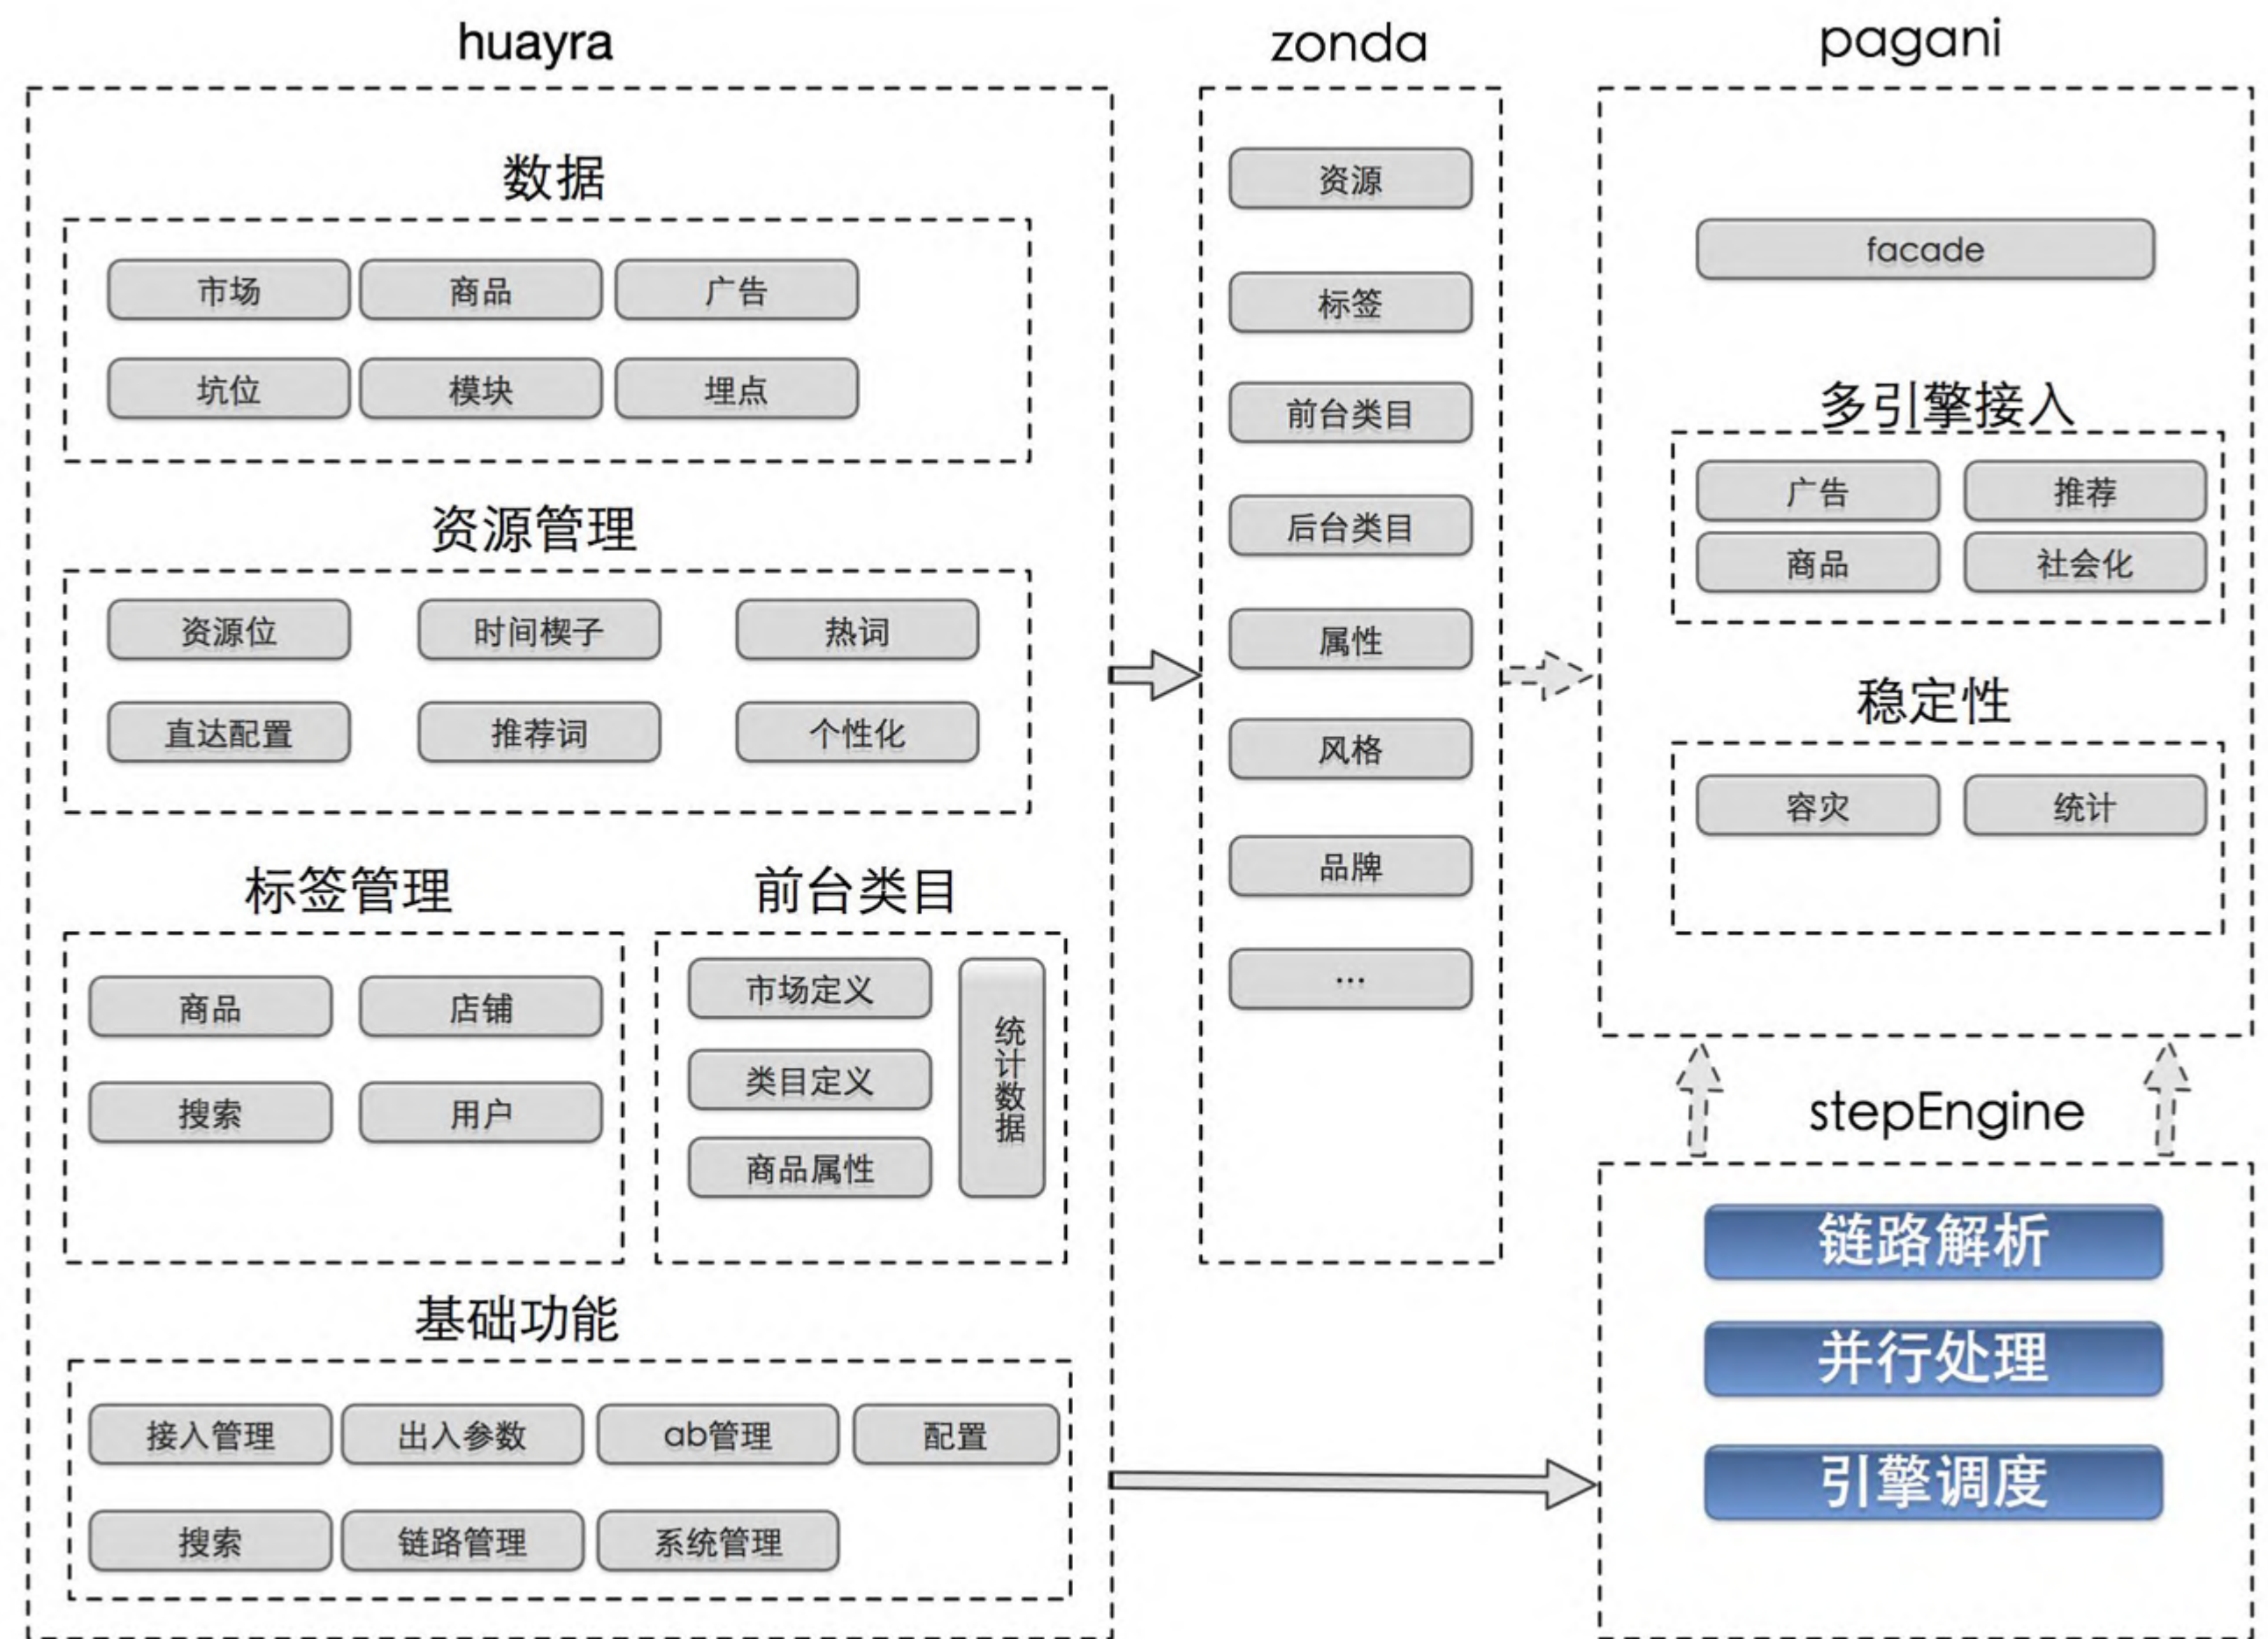 huayra
数据
市场
商品
广告
坑位
模块
埋点
资源管理
资源位
时间楔子
热词
直达配置
推荐词
个性化
标签管理
商品
店铺
搜索
用户
前台类目
市场定义
类目定义
商品属性
统计数据
基础功能
接入管理
出入参数
ab管理
配置
搜索
链路管理
系统管理
zonda
资源
标签
前台类目
后台类目
属性
风格
品牌
...
pagani
facade
多引擎接入
广告
推荐
商品
社会化
稳定性
容灾
统计
stepEngine
链路解析
并行处理
引擎调度